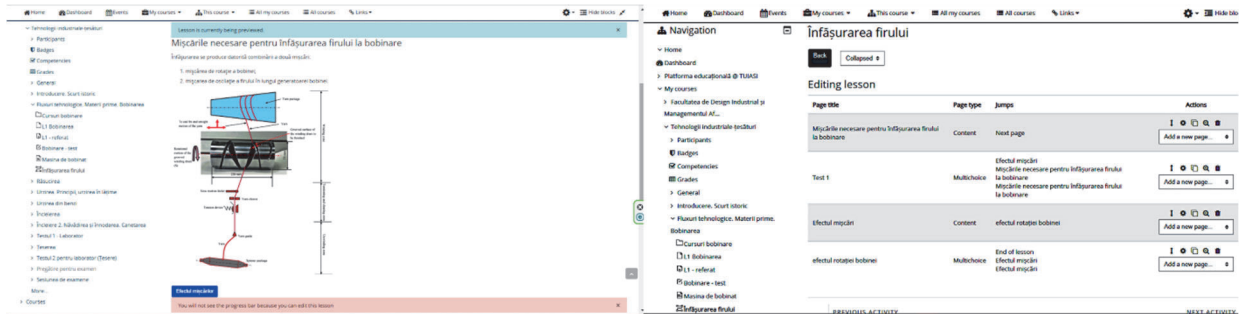 Home Dashboard Events My courses This course All my courses All courses Links Hide blocks
Tehnologii industriale-țesături
Participants
Badges
Competencies
Grades
General
Introducere. Scurt istoric
Fluxuri tehnologice. Materii prime. Bobinarea
Cursuri bobinare
L1 Bobinarea
L1 - referat
Bobinare - test
Masina de bobinat
Înfășurarea firului
Răsucirea
Urzirea. Principii, urzirea în lățime
Urzirea din benzi
Încleierea
Încleiere 2. Năvădirea și înnodarea. Canetarea
Testul 1 - Laborator
Țeserea
Testul 2 pentru laborator (Țesere)
Pregătire pentru examen
Sesiunea de examene
More...
Courses
Lesson is currently being previewed.
Mișcările necesare pentru înfășurarea firului la bobinare
Înfășurarea se produce datorită combinării a două mișcări:
1. mișcarea de rotație a bobinei;
2. mișcarea de oscilație a firului în lungul generatoarei bobinei.
Efectul mișcărilor
You will not see the progress bar because you can edit this lesson
Home Dashboard Events My courses This course All my courses All courses Links Hide blo
Navigation
Home
Dashboard
Platforma educațională @ TUIASI
My courses
Facultatea de Design Industrial și
Managementul Af...
Tehnologii industriale-țesături
Participants
Badges
Competencies
Grades
General
Introducere. Scurt istoric
Fluxuri tehnologice. Materii prime.
Bobinarea
Cursuri bobinare
L1 Bobinarea
L1 - referat
Bobinare - test
Masina de bobinat
Înfășurarea firului
Înfășurarea firului
Back Collapsed
Editing lesson
Page title Page type Jumps Actions
Mișcările necesare pentru înfășurarea firului
la bobinare
Content Next page
Add a new page...
Test 1 Multichoice
Efectul mișcări
Mișcările necesare pentru înfășurarea firului
la bobinare
Mișcările necesare pentru înfășurarea firului
la bobinare
Add a new page...
Efectul mișcări Content efectul rotației bobinei
Add a new page...
efectul rotației bobinei Multichoice
End of lesson
Efectul mișcări
Efectul mișcări
Add a new page...
PREVIOUS ACTIVITY NEXT ACTIVITY